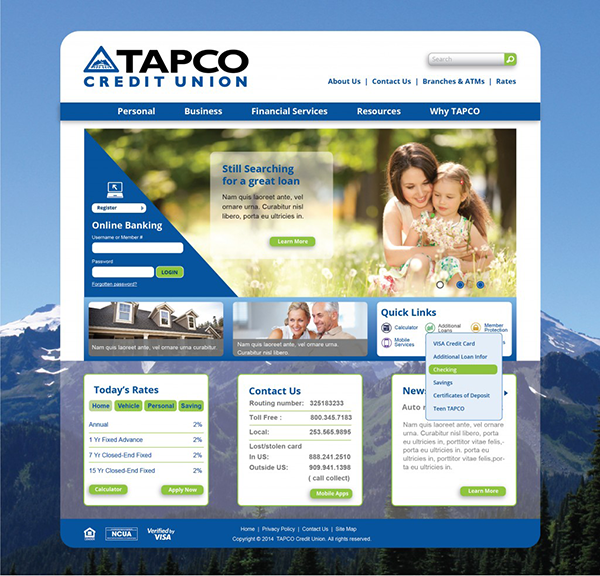 TAPCO
CREDIT UNION
Search
About Us | Contact Us | Branches & ATMs | Rates
Personal Business Financial Services Resources Why TAPCO
Still Searching
for a great loan
Nam quis laoreet ante, vel
ornare urna. Curabitur nisl
libero, porta eu ultricies in.
Learn More
Register
Online Banking
Username or Member #
Password
LOGIN
Forgotten password?
Nam quis laoreet ante, vel ornare urna curabitur.
Nam quis laoreet ante, vel ornare urna.
Quick Links
Calculator
Additional
Loans
Member
Protection
Mobile
Services
VISA Credit Card
Additional Loan Infor
Checking
Savings
Certificates of Deposit
Teen TAPCO
Today's Rates
Home Vehicle Personal Saving
Annual 2%
1 Yr Fixed Advance 2%
7 Yr Closed-End Fixed 2%
15 Yr Closed-End Fixed 2%
Calculator Apply Now
Contact Us
Routing number: 325183233
Toll Free : 800.345.7183
Local: 253.565.9895
Lost/stolen card
In US: 888.241.2510
Outside US: 909.941.1398
( call collect)
Mobile Apps
News
Auto
Nam quis laoreet ante, vel
ornare urna. Curabitur nisl
libero. Curabitur nisl libero, porta
eu ultricies in, porttitor vitae
felis, porttitor vitae felis,por-
ta eu ultricies in.
Learn More
NCUA
Verified by
VISA
Home | Privacy Policy | Contact Us | Site Map
Copyright © 2014 TAPCO Credit Union. All rights reserved.